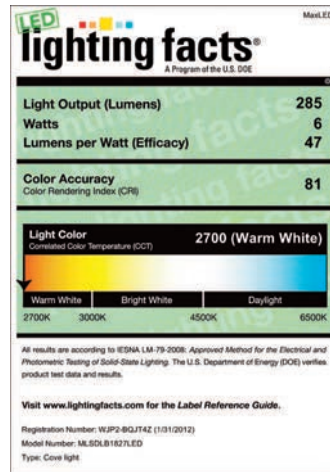 MaxLED
LED
lighting facts®
A Program of the U.S. DOE
Light Output (Lumens) 285
Watts 6
Lumens per Watt (Efficacy) 47
Color Accuracy 81
Color Rendering Index (CRI)
Light Color 2700 (Warm White)
Correlated Color Temperature (CCT)
Warm White Bright White Daylight
2700K 3000K 4500K 6500K
All results are according to IESNA LM-79-2008: Approved Method for the Electrical and
Photometric Testing of Solid-State Lighting. The U.S. Department of Energy (DOE) verifies
product test data and results.
Visit www.lightingfacts.com for the Label Reference Guide.
Registration Number: WJP2-BQJT4Z (1/31/2012)
Model Number: MLSDLB1827LED
Type: Cove light